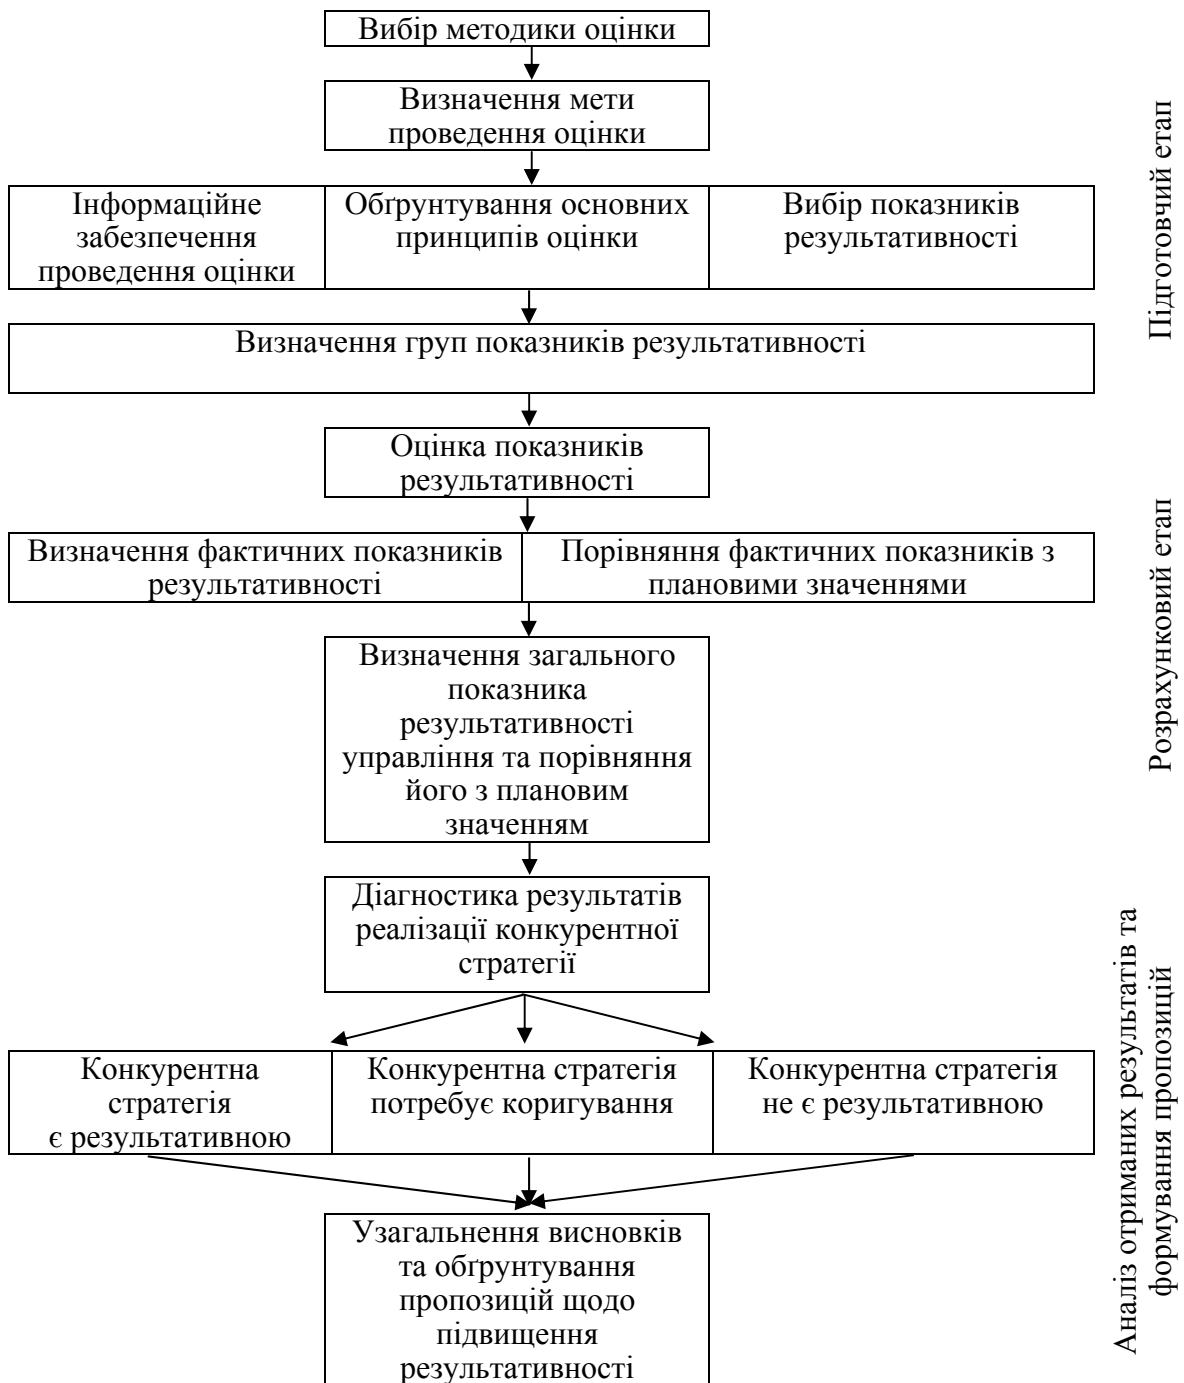 Вибір методики оцінки
Визначення мети
проведення оцінки
Інформаційне
забезпечення
проведення оцінки
Обґрунтування основних
принципів оцінки
Вибір показників
результативності
Визначення груп показників результативності
Підготовчий етап
Оцінка показників
результативності
Визначення фактичних показників
результативності
Порівняння фактичних показників з
плановими значеннями
Визначення загального
показника
результативності
управління та порівняння
його з плановим
значенням
Розрахунковий етап
Діагностика результатів
реалізації конкурентної
стратегії
Конкурентна
стратегія
є результативною
Конкурентна стратегія
потребує коригування
Конкурентна стратегія
не є результативною
Узагальнення висновків
та обґрунтування
пропозицій щодо
підвищення
результативності
Аналіз отриманих результатів та
формування пропозицій